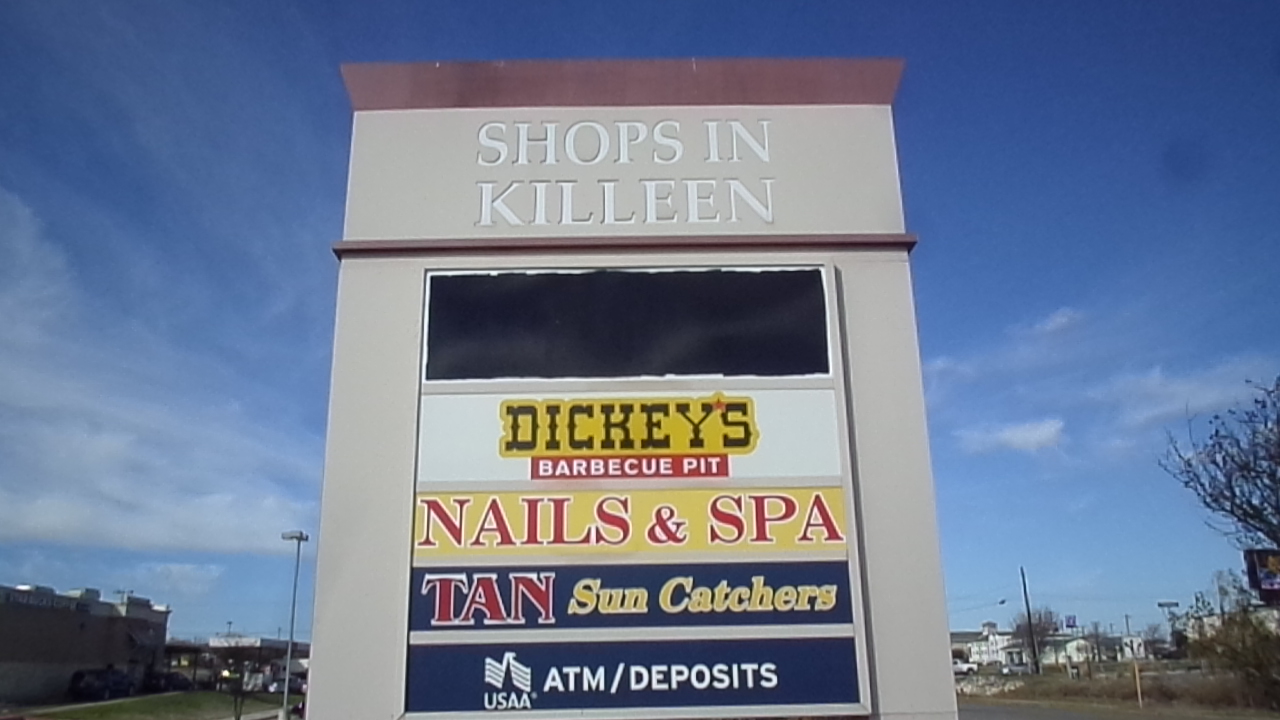 SHOPS IN
KILLEEN
DICKEY'S
BARBECUE PIT
NAILS & SPA
TAN Sun Catchers
USAA® ATM/DEPOSITS